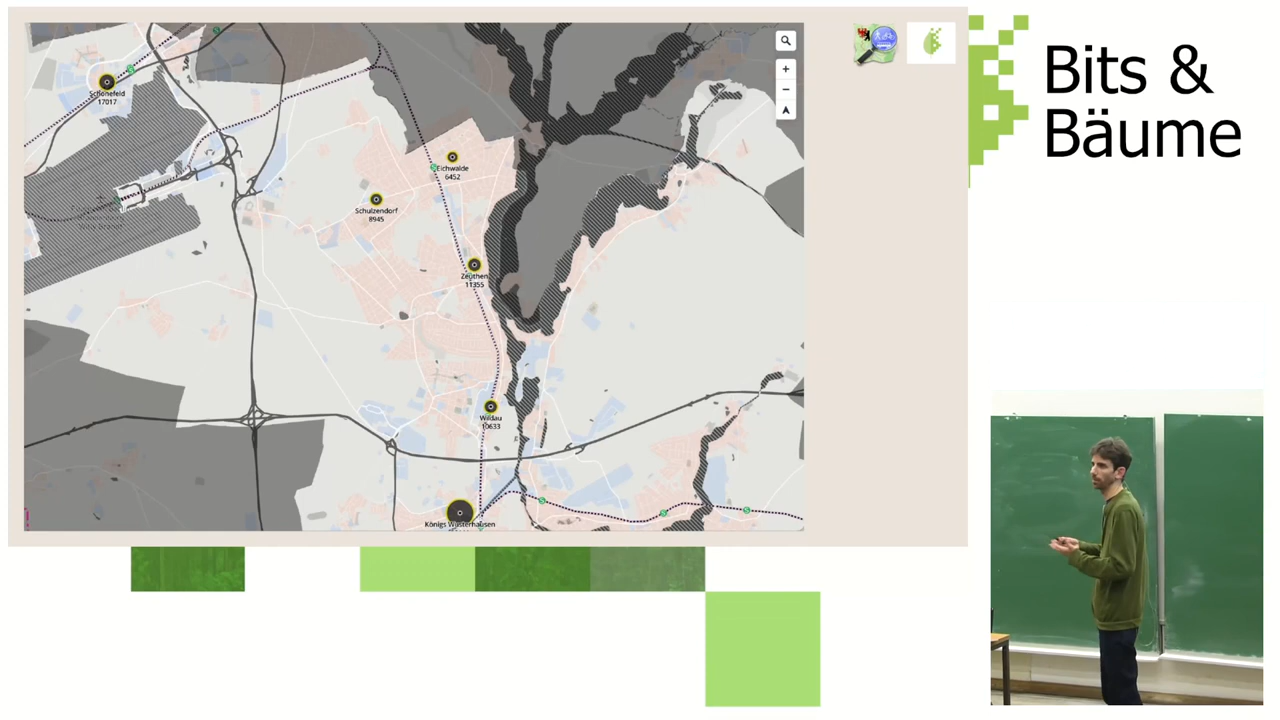 Bits &
Bäume
Schönefeld
17017
Eichwalde
6452
Schulzendorf
8945
Zeuthen
11355
Wildau
10633
Königs Wusterhausen